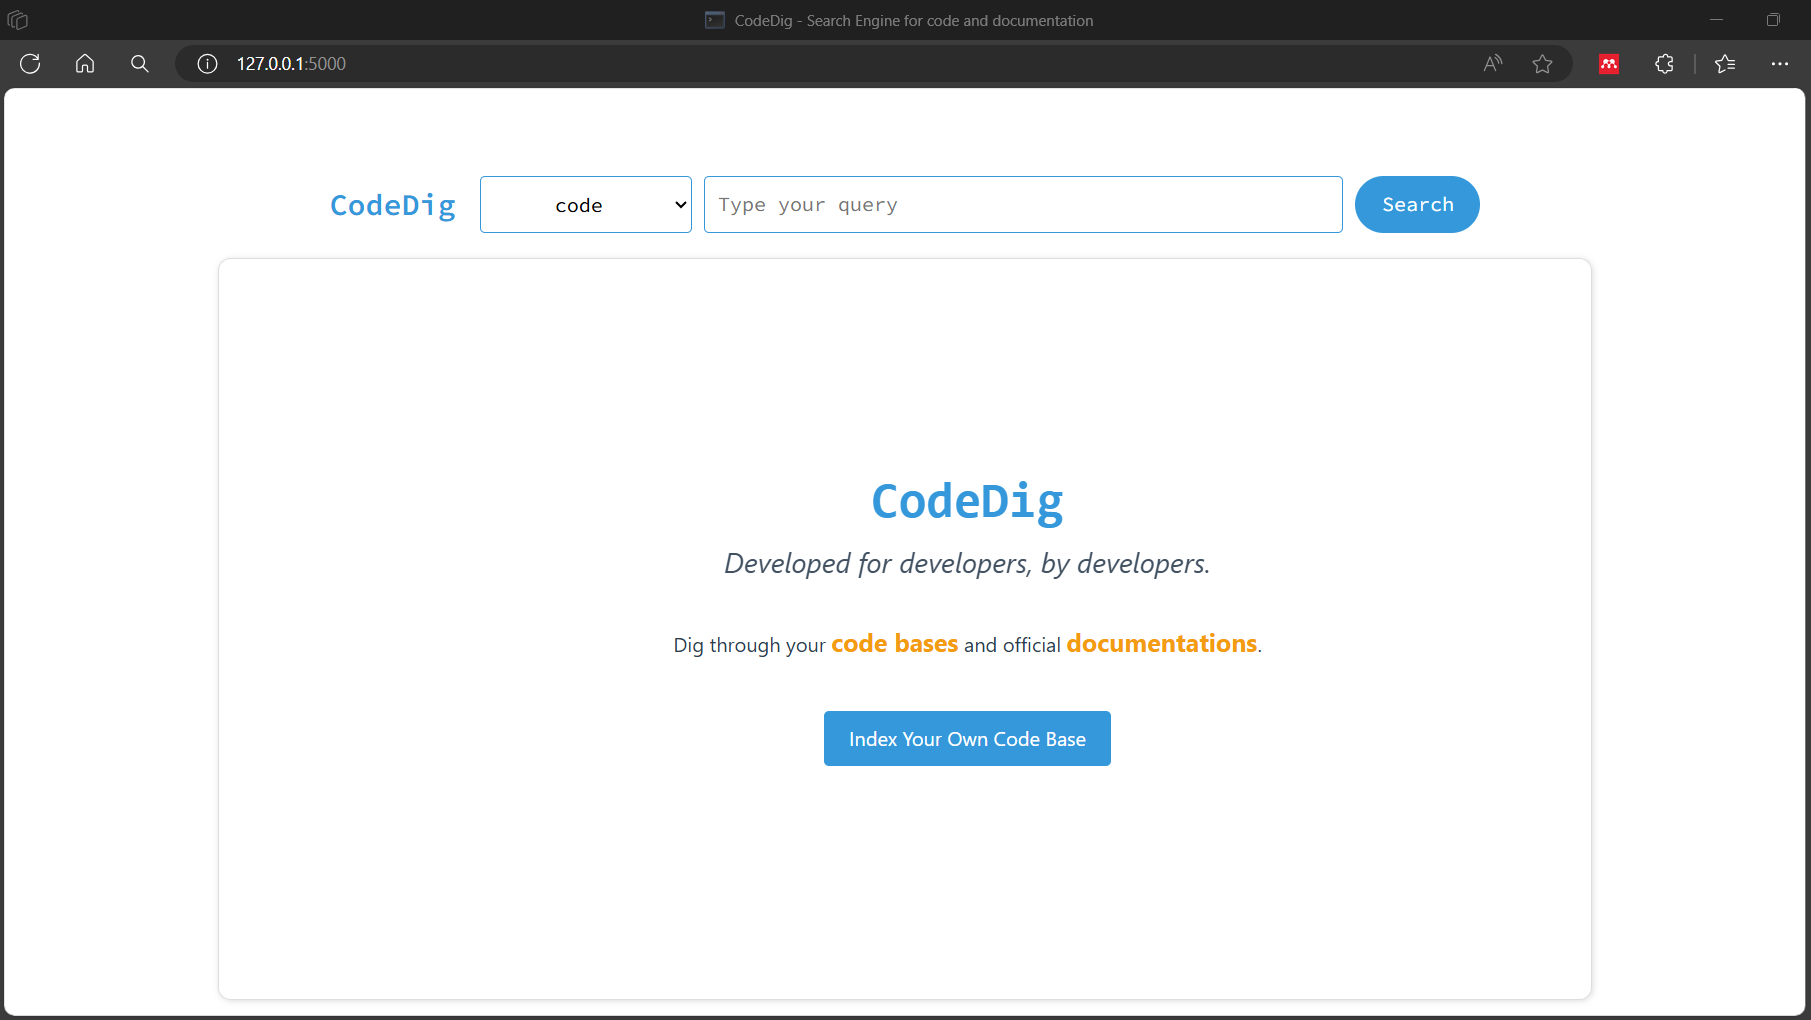 CodeDig - Search Engine for code and documentation
127.0.0.1:5000
CodeDig code Type your query Search
CodeDig
Developed for developers, by developers.
Dig through your code bases and official documentations.
Index Your Own Code Base